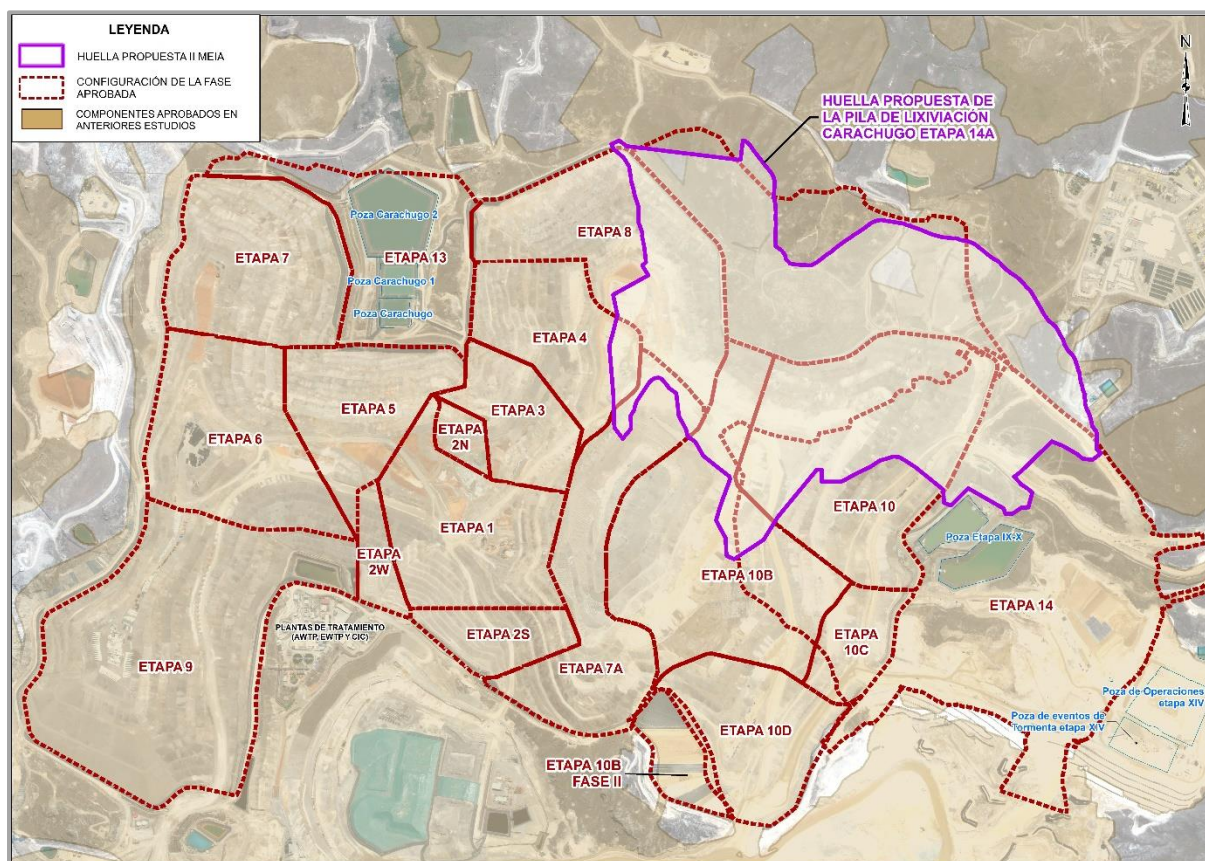 LEYENDA
HUELLA PROPUESTA II MEIA
CONFIGURACIÓN DE LA FASE
APROBADA
COMPONENTES APROBADOS EN
ANTERIORES ESTUDIOS
N
HUELLA PROPUESTA DE
LA PILA DE LIXIVIACIÓN
CARACHUGO ETAPA 14A
Poza Carachugo 2
ETAPA 8
ETAPA 7
ETAPA 13
Poza Carachugo 1
Poza Carachugo
ETAPA 4
ETAPA 5
ETAPA 3
ETAPA
2N
ETAPA 6
ETAPA 10
ETAPA 1
Poza Etapa IX-X
ETAPA
2W
ETAPA 10B
ETAPA 14
PLANTAS DE TRATAMIENTO
(AWTP, EWTP Y CIC)
ETAPA 2S
ETAPA
10C
ETAPA 9
ETAPA 7A
Poza de Operaciones
etapa XIV
Poza de eventos de
Tormenta etapa XIV
ETAPA 10D
ETAPA 10B
FASE II